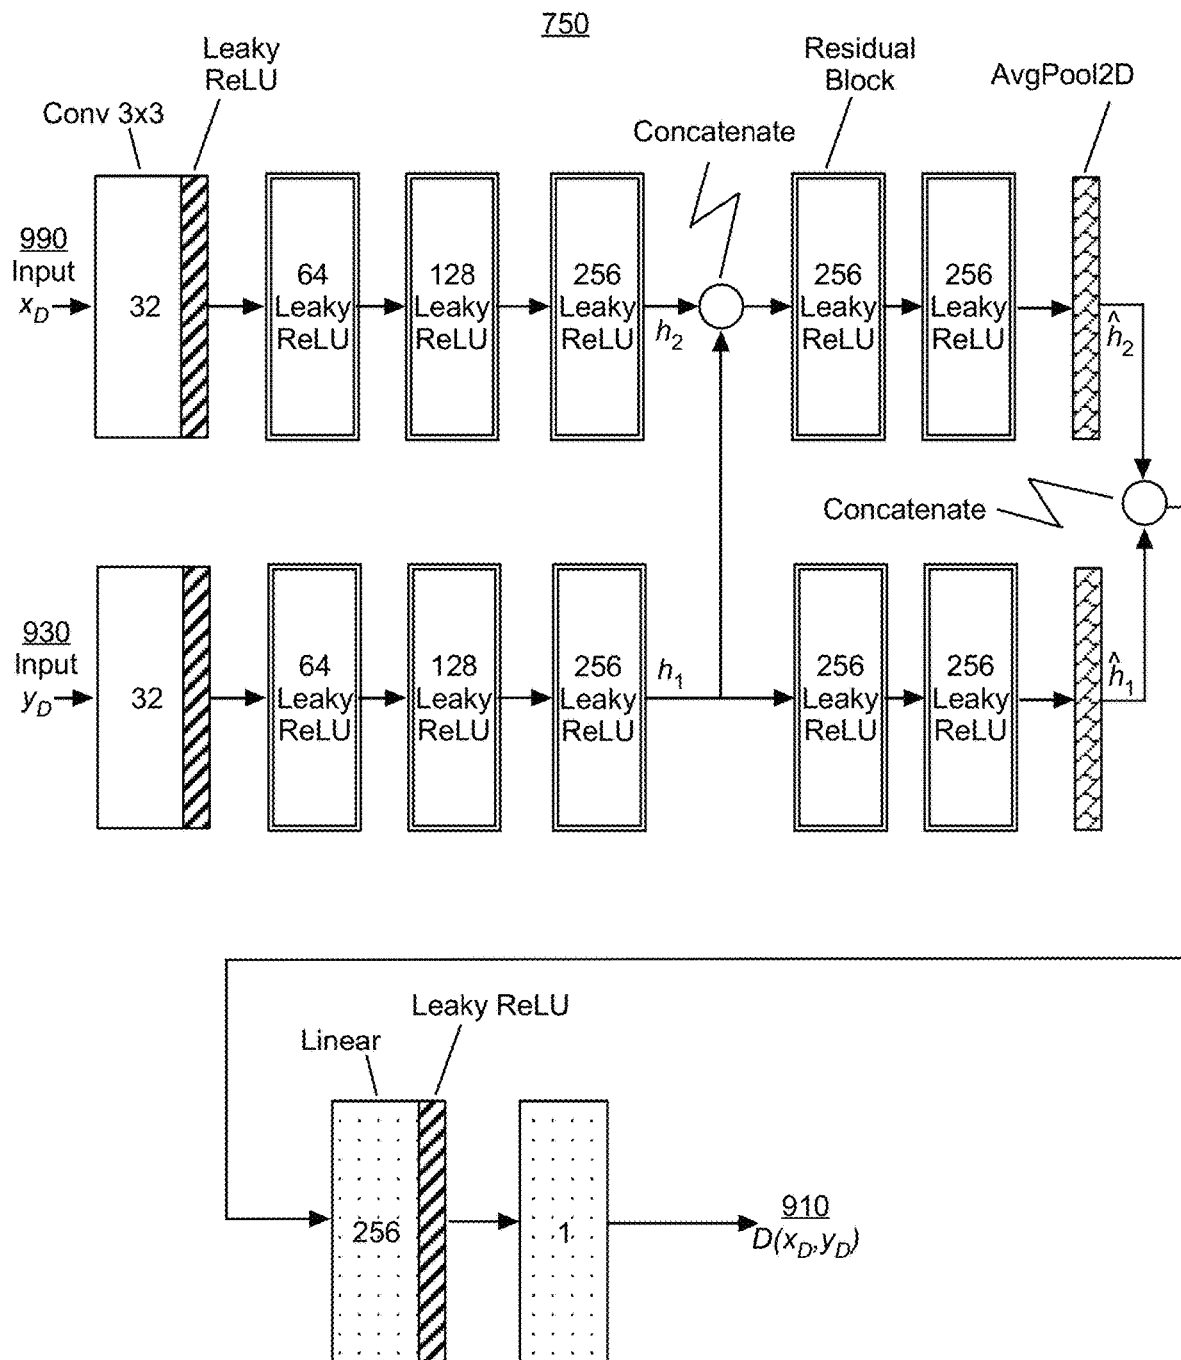 750
Leaky
ReLU
Conv 3x3
Residual
Block
AvgPool2D
Concatenate
990
Input
x_D
32
64
Leaky
ReLU
128
Leaky
ReLU
256
Leaky
ReLU
h_2
256
Leaky
ReLU
256
Leaky
ReLU
ĥ_2
Concatenate
930
Input
y_D
32
64
Leaky
ReLU
128
Leaky
ReLU
256
Leaky
ReLU
h_1
256
Leaky
ReLU
256
Leaky
ReLU
ĥ_1
Linear
Leaky ReLU
256
1
910
D(x_D,y_D)